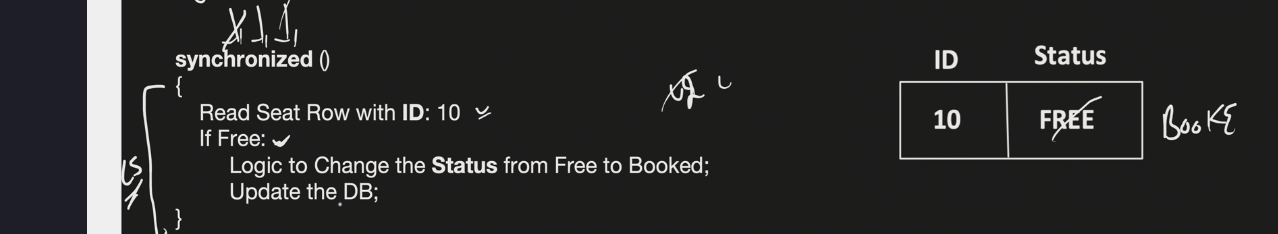 synchronized ()
{
Read Seat Row with ID: 10
If Free:
Logic to Change the Status from Free to Booked;
Update the DB;
}
ID Status
10 FREE
BOOKE